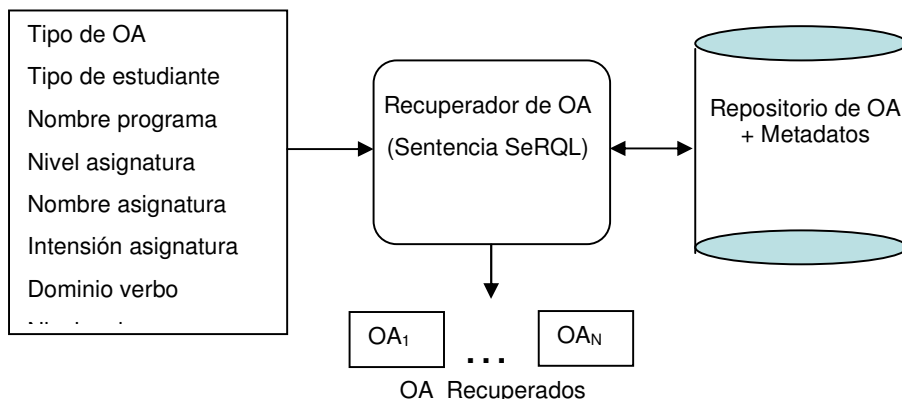 Tipo de OA
Tipo de estudiante
Nombre programa
Nivel asignatura
Nombre asignatura
Intensión asignatura
Dominio verbo
Recuperador de OA
(Sentencia SeRQL)
Repositorio de OA
+ Metadatos
OA1
...
OAN
OA Recuperados